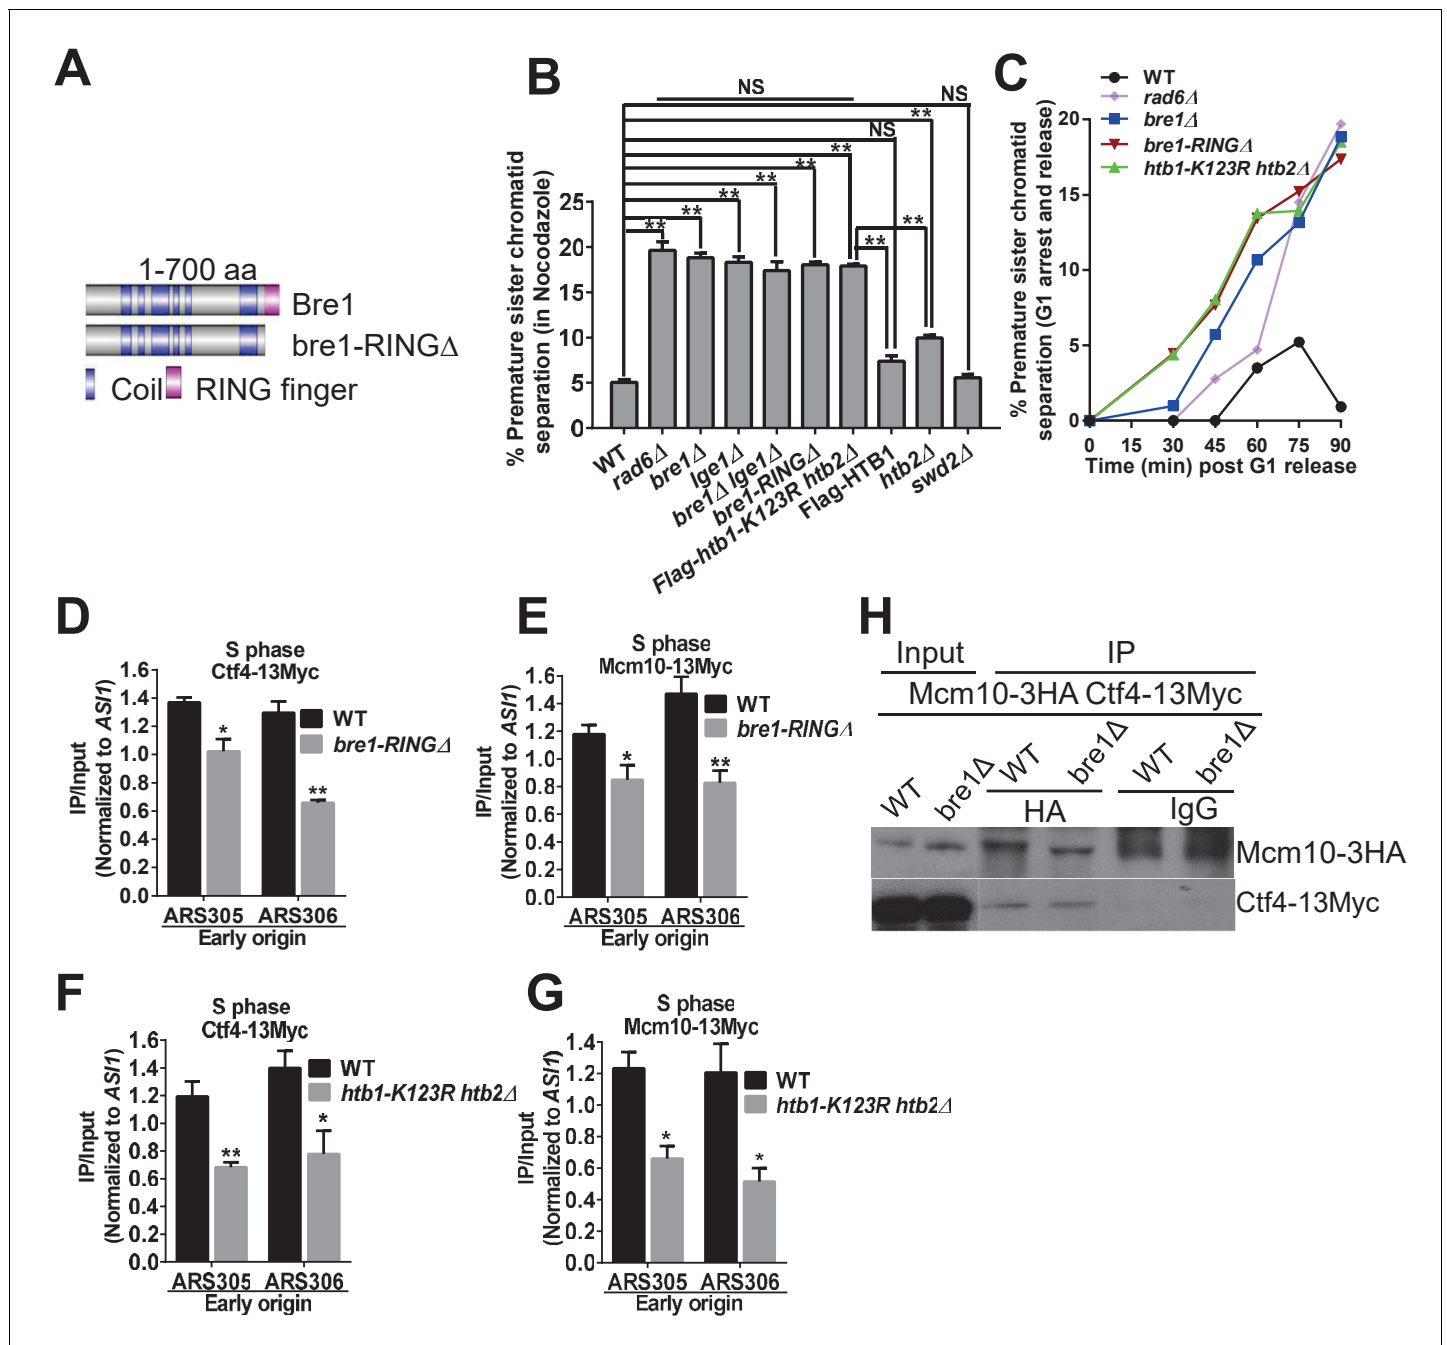 A
1-700 aa
Bre1
bre1-RINGΔ
Coil
RING finger
B
% Premature sister chromatid
separation (in Nocodazole)
NS
NS
**
NS
**
**
**
**
**
**
**
**
25
20
15
10
5
0
WT
rad6Δ
bre1Δ
lge1Δ
bre1Δ lge1Δ
bre1-RINGΔ
Flag-htb1-K123R htb2Δ
Flag-HTB1
htb2Δ
swd2Δ
C
WT
rad6Δ
bre1Δ
bre1-RINGΔ
htb1-K123R htb2Δ
% Premature sister chromatid
separation (G1 arrest and release)
20
15
10
5
0
0 15 30 45 60 75 90
Time (min) post G1 release
D
S phase
Ctf4-13Myc
IP/Input
(Normalized to ASI1)
1.6
1.4
1.2
1.0
0.8
0.6
0.4
0.2
0.0
WT
bre1-RINGΔ
*
**
ARS305 ARS306
Early origin
E
S phase
Mcm10-13Myc
IP/Input
(Normalized to ASI1)
1.6
1.4
1.2
1.0
0.8
0.6
0.4
0.2
0.0
WT
bre1-RINGΔ
*
**
ARS305 ARS306
Early origin
H
Input IP
Mcm10-3HA Ctf4-13Myc
WT bre1Δ WT bre1Δ WT bre1Δ
HA IgG
Mcm10-3HA
Ctf4-13Myc
F
S phase
Ctf4-13Myc
IP/Input
(Normalized to ASI1)
1.6
1.4
1.2
1.0
0.8
0.6
0.4
0.2
0.0
WT
htb1-K123R htb2Δ
**
*
ARS305 ARS306
Early origin
G
S phase
Mcm10-13Myc
IP/Input
(Normalized to ASI1)
1.4
1.2
1.0
0.8
0.6
0.4
0.2
0.0
WT
htb1-K123R htb2Δ
*
*
ARS305 ARS306
Early origin